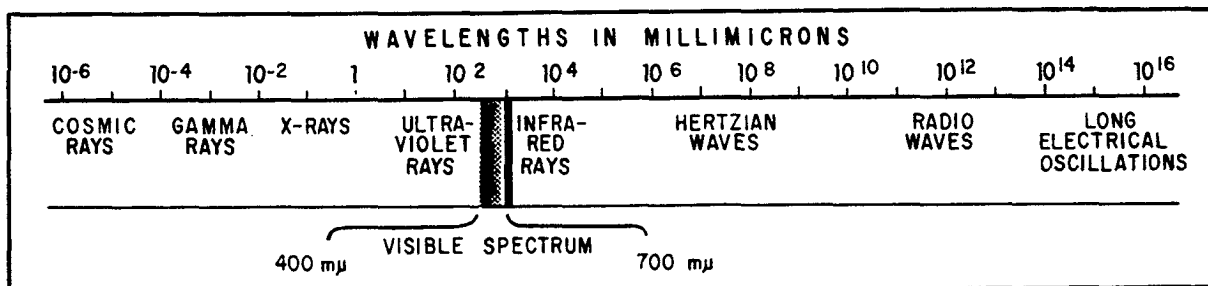 WAVELENGTHS IN MILLIMICRONS
10-6 10-4 10-2 1 10 2 10 4 10 6 10 8 10 10 10 12 10 14 10 16
COSMIC RAYS GAMMA RAYS X-RAYS ULTRA- VIOLET RAYS INFRA- RED RAYS HERTZIAN WAVES RADIO WAVES LONG ELECTRICAL OSCILLATIONS
VISIBLE SPECTRUM
400 mμ 700 mμ